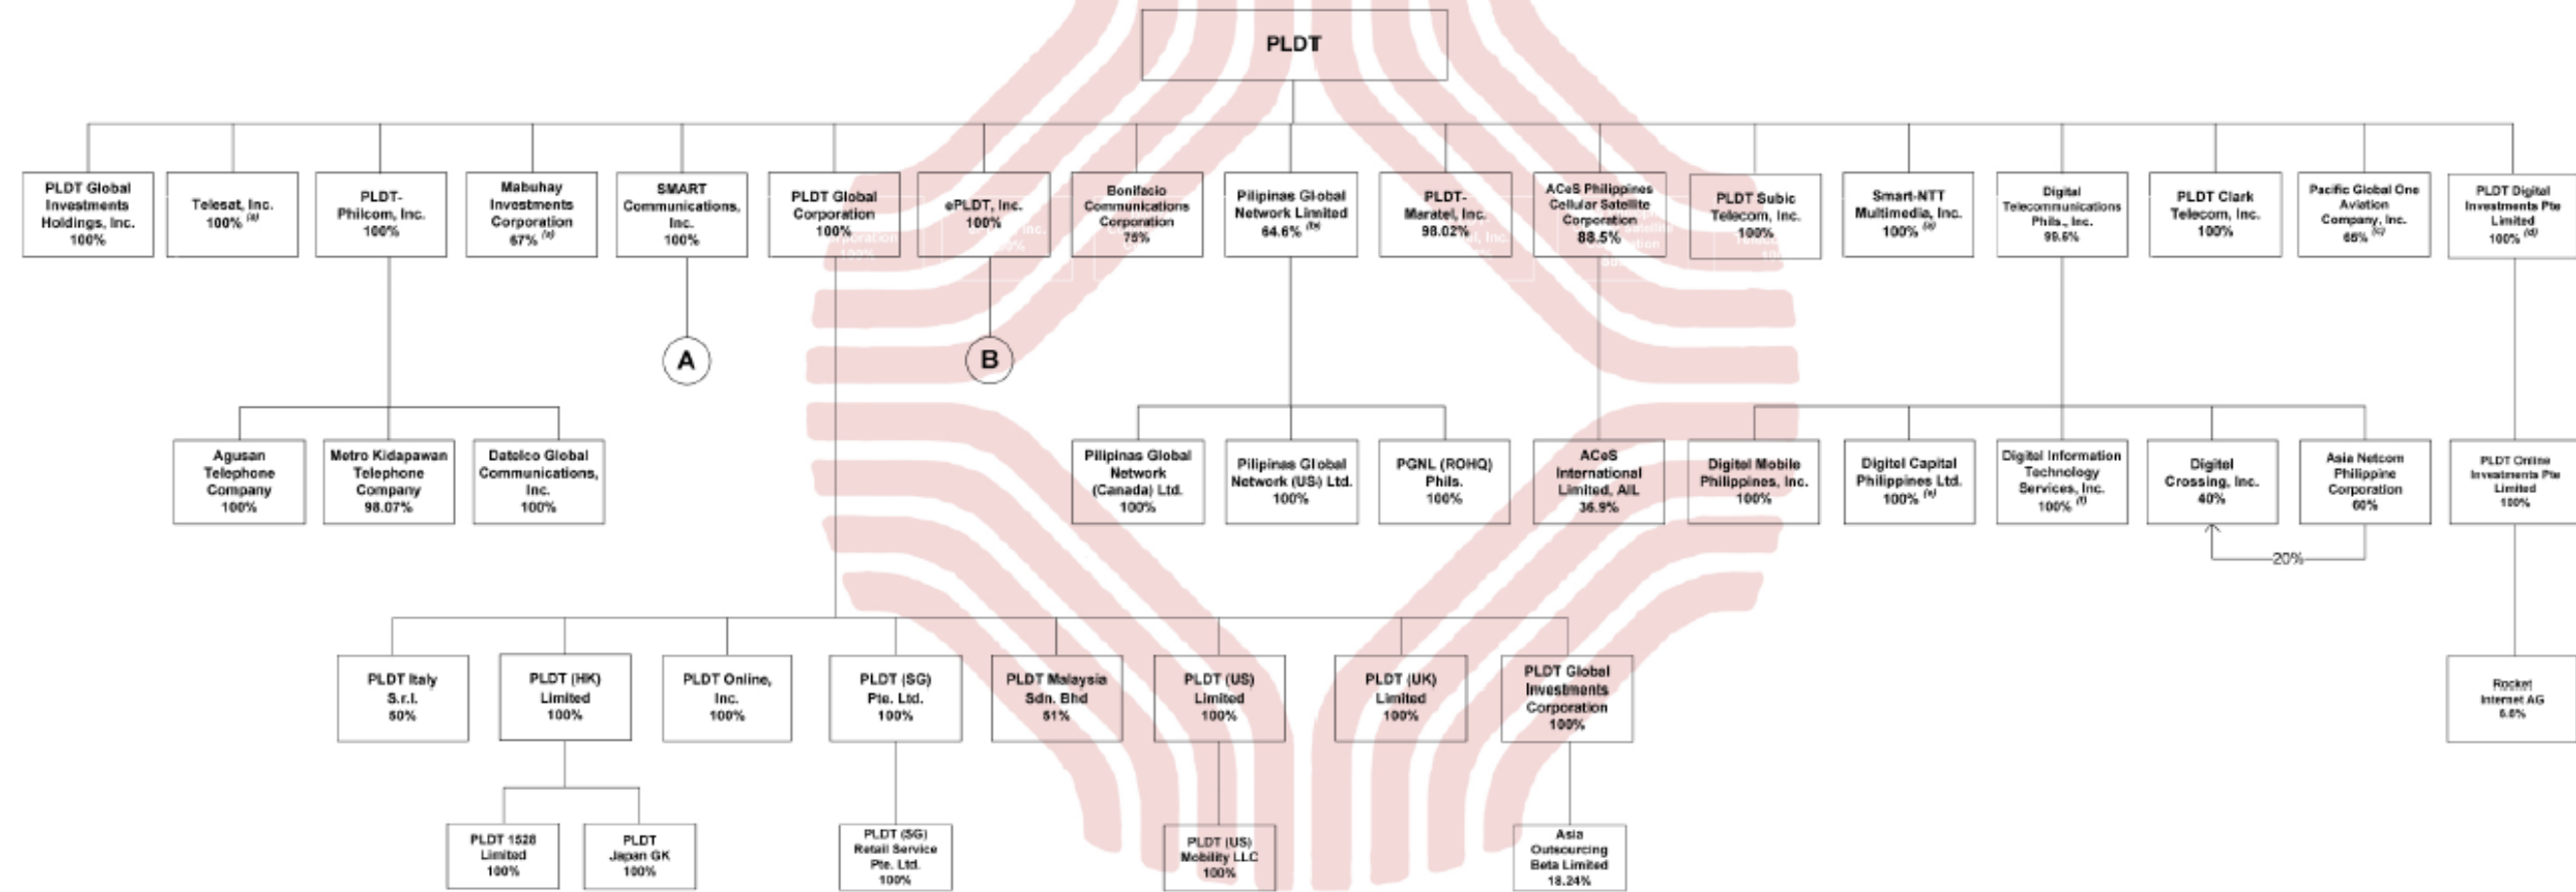 PLDT
PLDT Global
Investments
Holdings, Inc.
100%
Telesat, Inc.
100% (a)
PLDT-
Philcom, Inc.
100%
Mabuhay
Investments
Corporation
67% (a)
SMART
Communications,
Inc.
100%
PLDT Global
Corporation
100%
ePLDT, Inc.
100%
Bonifacio
Communications
Corporation
75%
Pilipinas Global
Network Limited
64.6% (b)
PLDT-
Maratel, Inc.
98.02%
ACeS Philippines
Cellular Satellite
Corporation
88.5%
PLDT Subic
Telecom, Inc.
100%
Smart-NTT
Multimedia, Inc.
100% (a)
Digital
Telecommunications
Phils., Inc.
99.6%
PLDT Clark
Telecom, Inc.
100%
Pacific Global One
Aviation
Company, Inc.
65% (c)
PLDT Digital
Investments Pte
Limited
100% (d)
A
B
Agusan
Telephone
Company
100%
Metro Kidapawan
Telephone
Company
98.07%
Datelco Global
Communications,
Inc.
100%
Pilipinas Global
Network
(Canada) Ltd.
100%
Pilipinas Global
Network (US) Ltd.
100%
PGNL (ROHQ)
Phils.
100%
ACeS
International
Limited, AIL
36.9%
Digitel Mobile
Philippines, Inc.
100%
Digitel Capital
Philippines Ltd.
100% (e)
Digitel Information
Technology
Services, Inc.
100% (f)
Digitel
Crossing, Inc.
40%
Asia Netcom
Philippine
Corporation
60%
PLDT Online
Investments Pte
Limited
100%
20%
PLDT Italy
S.r.l.
50%
PLDT (HK)
Limited
100%
PLDT Online,
Inc.
100%
PLDT (SG)
Pte. Ltd.
100%
PLDT Malaysia
Sdn. Bhd
51%
PLDT (US)
Limited
100%
PLDT (UK)
Limited
100%
PLDT Global
Investments
Corporation
100%
Rocket
Internet AG
6.6%
PLDT 1528
Limited
100%
PLDT
Japan GK
100%
PLDT (SG)
Retail Service
Pte. Ltd.
100%
PLDT (US)
Mobility LLC
100%
Asia
Outsourcing
Beta Limited
18.24%